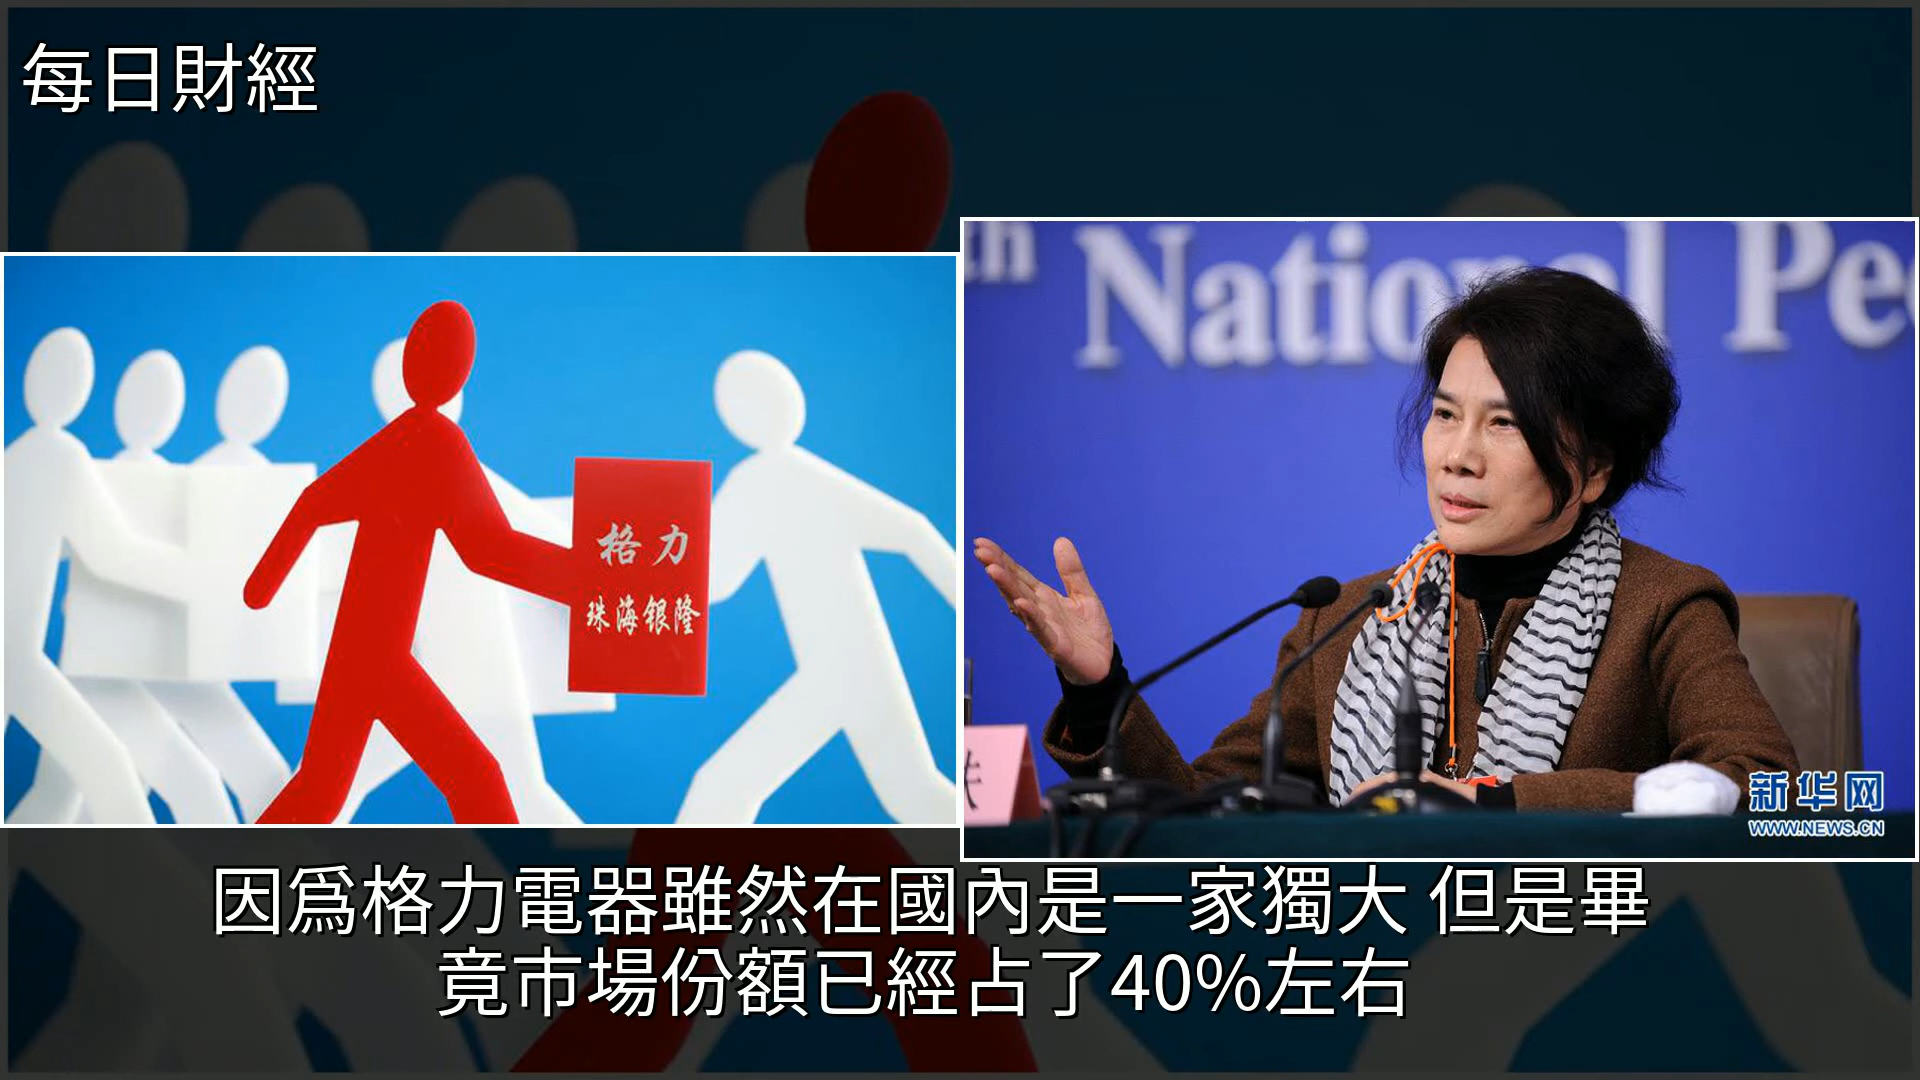 每日財經
th National Pe
格力
珠海银隆
新华网
WWW.NEWS.CN
因爲格力電器雖然在國內是一家獨大 但是畢
竟市場份額已經占了40%左右